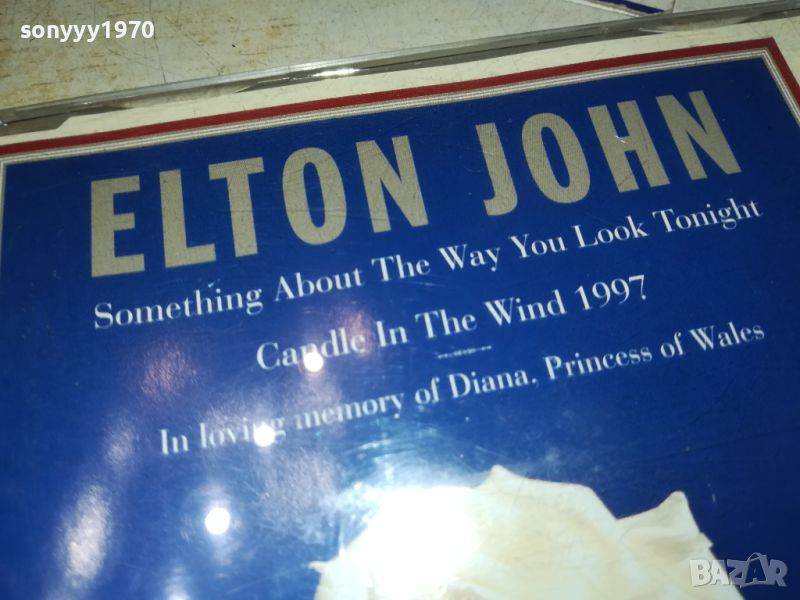 sonyyy1970
ELTON JOHN
Something About The Way You Look Tonight
Candle In The Wind 1997
In loving memory of Diana, Princess of Wales
BAZAR